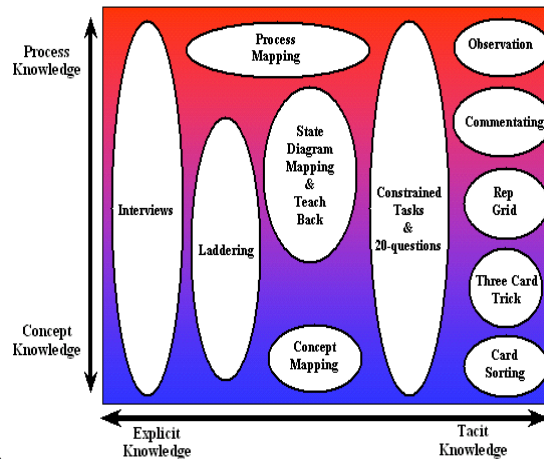 Process
Knowledge
Process
Mapping
Observation
Commentating
State
Diagram
Mapping
&
Teach
Back
Interviews
Laddering
Constrained
Tasks
&
20-questions
Rep
Grid
Three Card
Trick
Concept
Knowledge
Concept
Mapping
Card
Sorting
Explicit
Knowledge
Tacit
Knowledge